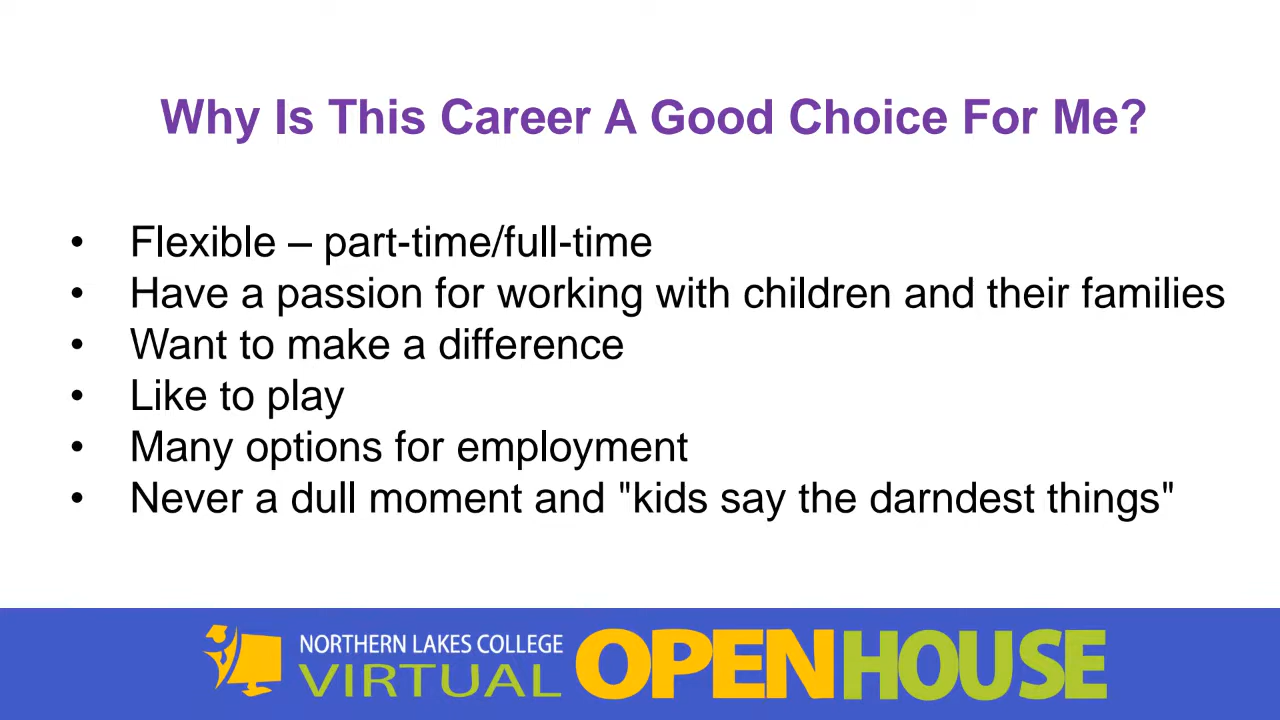 Why Is This Career A Good Choice For Me?
• Flexible – part-time/full-time
• Have a passion for working with children and their families
• Want to make a difference
• Like to play
• Many options for employment
• Never a dull moment and "kids say the darndest things"
NORTHERN LAKES COLLEGE
VIRTUAL OPEN HOUSE